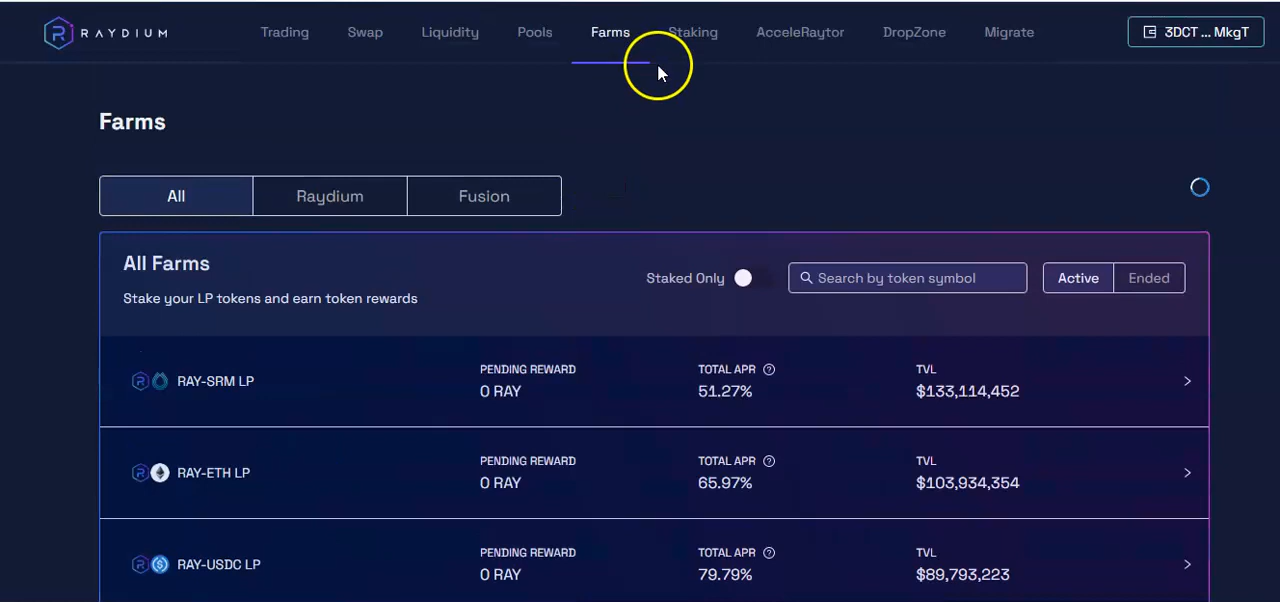 RAYDIUM Trading Swap Liquidity Pools Farms Staking AcceleRaytor DropZone Migrate 3DCT ... MkgT
Farms
All Raydium Fusion
All Farms
Stake your LP tokens and earn token rewards
Staked Only Search by token symbol Active Ended
PENDING REWARD TOTAL APR ? TVL
RAY-SRM LP
0 RAY 51.27% $133,114,452
PENDING REWARD TOTAL APR ? TVL
RAY-ETH LP
0 RAY 65.97% $103,934,354
PENDING REWARD TOTAL APR ? TVL
RAY-USDC LP
0 RAY 79.79% $89,793,223